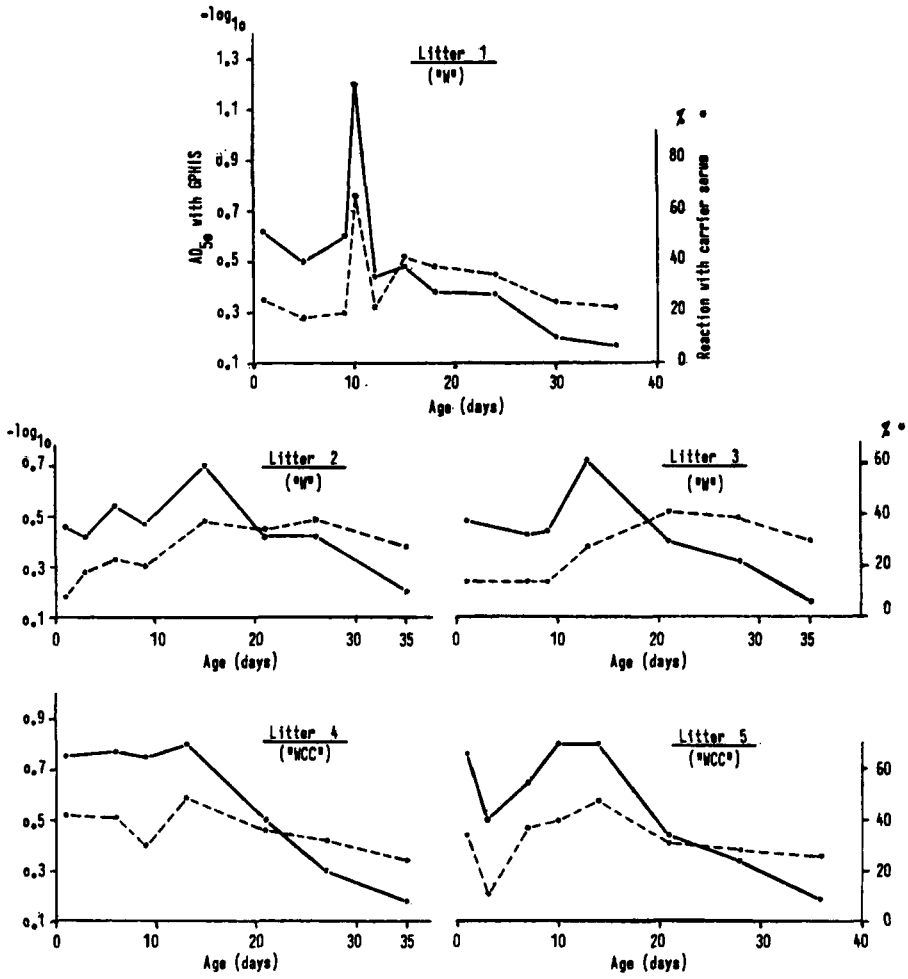 -log10
Litter 1
("W")
1.3
1.1
0.9
0.7
0.5
0.3
0.1
AD50 with GPHIS
% *
80
60
40
20
0
Reaction with carrier serum
0 10 20 30 40
Age (days)
-log10
Litter 2
("W")
0.7
0.5
0.3
0.1
0 10 20 30 35
Age (days)
% *
Litter 3
("W")
60
40
20
0
0 10 20 30 35
Age (days)
Litter 4
("WCC")
0.9
0.7
0.5
0.3
0.1
0 10 20 30 35
Age (days)
Litter 5
("WCC")
60
40
20
0
0 10 20 30 40
Age (days)